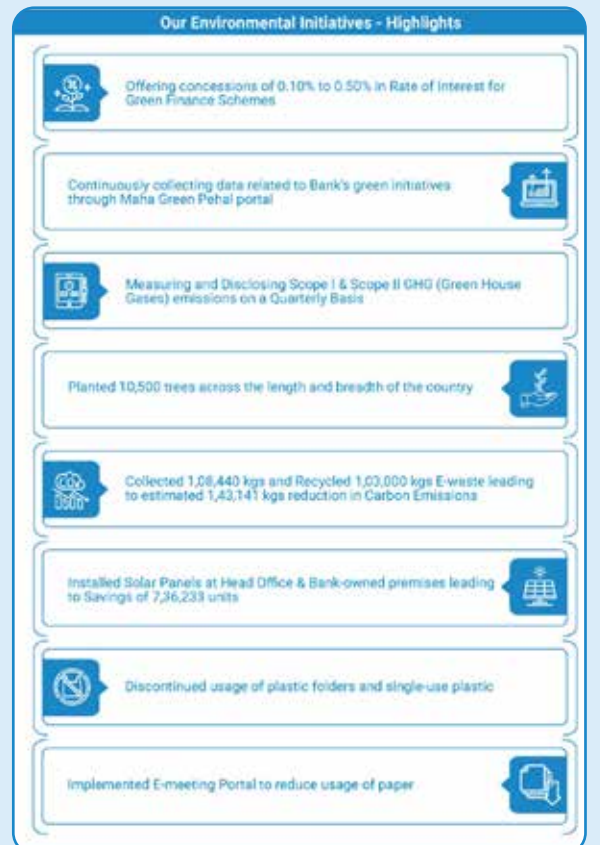 Our Environmental Initiatives - Highlights
Offering concessions of 0.10% to 0.50% in Rate of Interest for
Green Finance Schemes
Continuously collecting data related to Bank's green initiatives
through Maha Green Pehal portal
Measuring and Disclosing Scope I & Scope II GHG (Green House
Gases) emissions on a Quarterly Basis
Planted 10,500 trees across the length and breadth of the country
Collected 1,08,440 kgs and Recycled 1,03,000 kgs E-waste leading
to estimated 1,43,141 kgs reduction in Carbon Emissions
Installed Solar Panels at Head Office & Bank-owned premises leading
to Savings of 7,36,233 units
Discontinued usage of plastic folders and single-use plastic
Implemented E-meeting Portal to reduce usage of paper